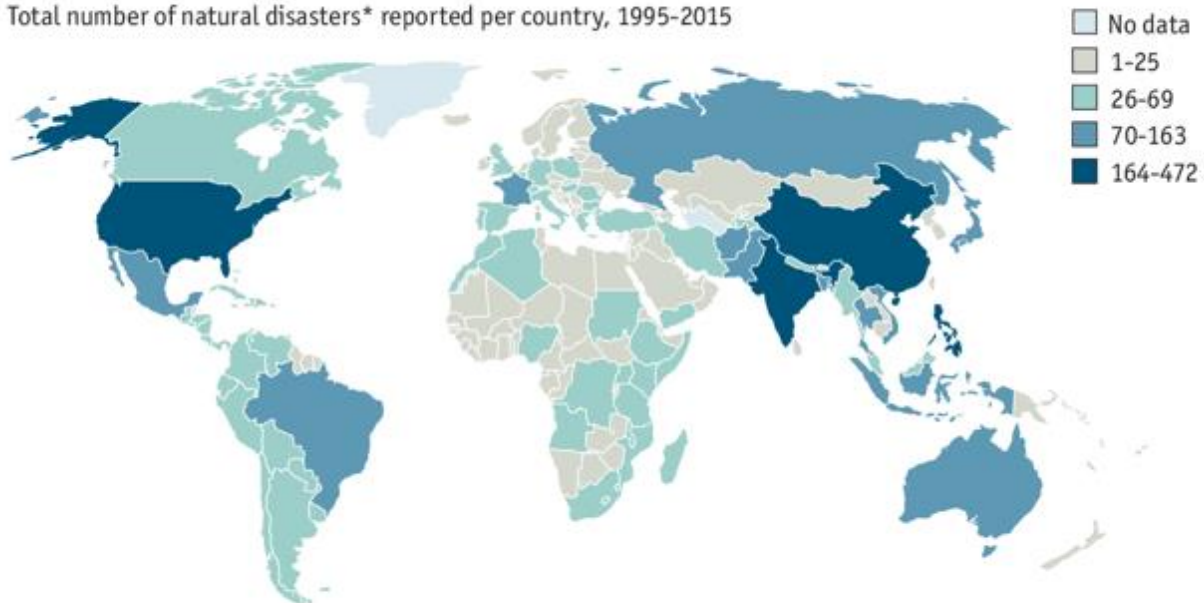 Total number of natural disasters* reported per country, 1995-2015
No data
1-25
26-69
70-163
164-472